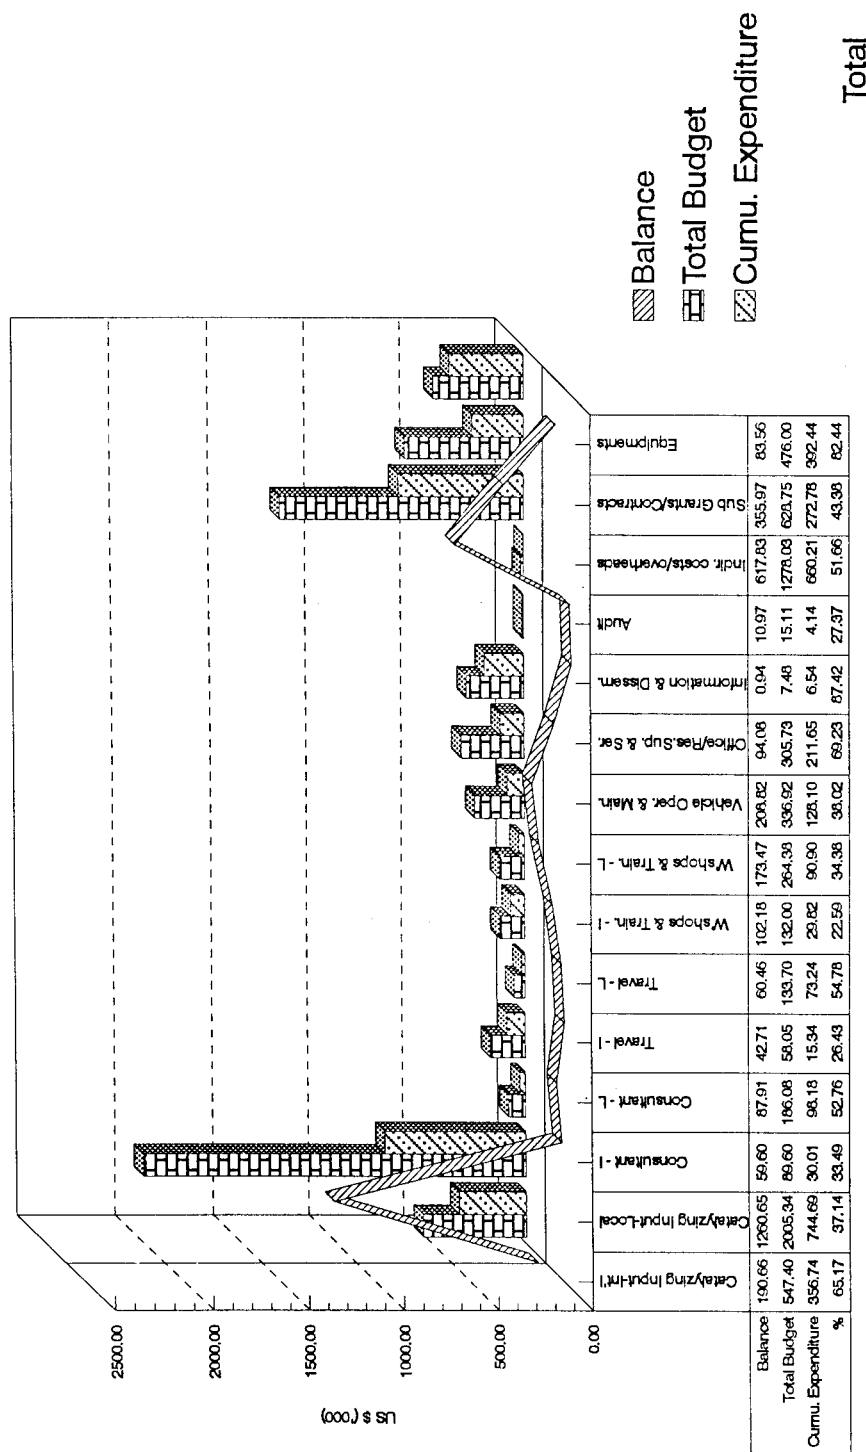 US $ ('000)
2500.00
2000.00
1500.00
1000.00
500.00
0.00
Catalyzing Input-Int'l
Catalyzing Input-Local
Consultant - I
Consultant - L
Travel - I
Travel - L
W'shops & Train. - I
W'shops & Train. - L
Vehicle Oper. & Main.
Office/Res.Sup. & Ser.
Information & Dissem.
Audit
Indir. costs/overheads
Sub Grants/Contracts
Equipments
Balance 190.66 1260.65 59.60 87.91 42.71 60.46 102.18 173.47 208.82 94.08 0.94 10.97 617.83 355.97 83.56
Total Budget 547.40 2005.34 89.60 186.08 58.05 133.70 132.00 264.38 336.92 305.73 7.48 15.11 1278.03 628.75 476.00
Cumu. Expenditure 356.74 744.69 30.01 98.18 15.34 73.24 29.82 90.90 128.10 211.65 6.54 4.14 660.21 272.78 392.44
% 65.17 37.14 33.49 52.76 26.43 54.78 22.59 34.38 38.02 69.23 87.42 27.37 51.66 43.38 82.44
Balance
Total Budget
Cumu. Expenditure
Total